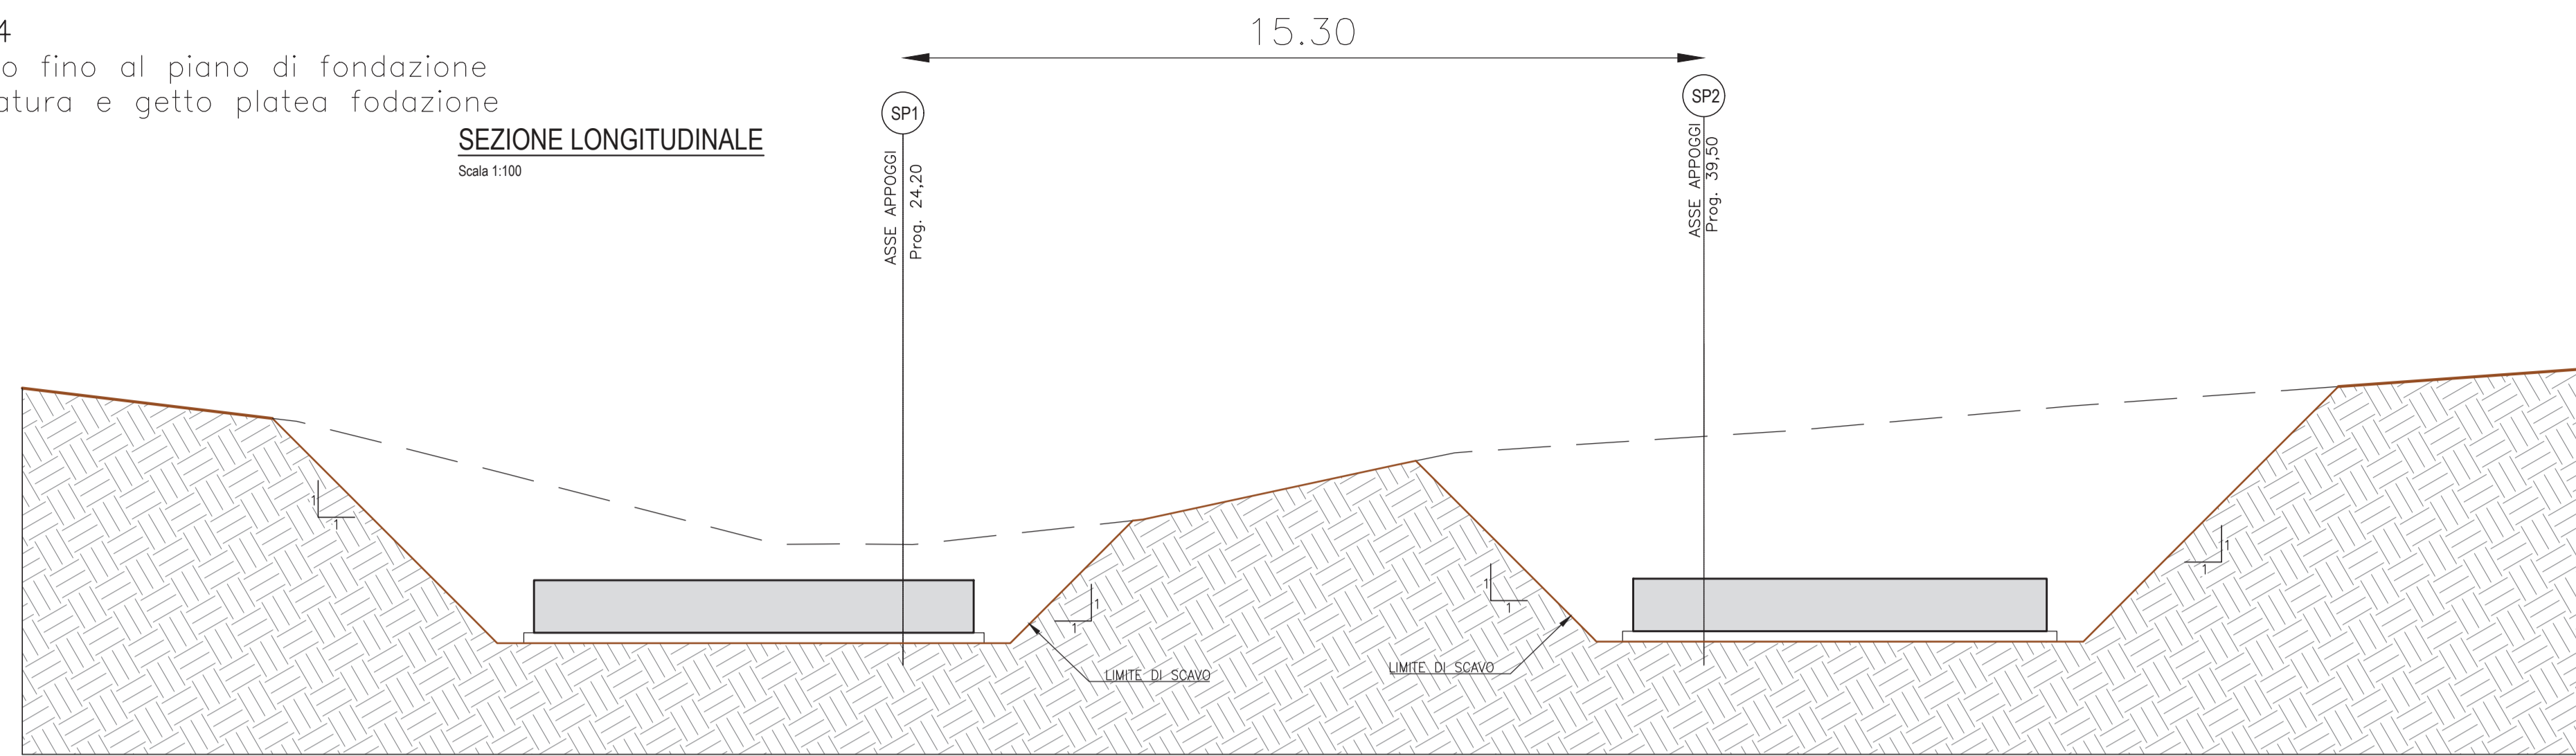 4
o fino al piano di fondazione
atura e getto platea fodazione
SEZIONE LONGITUDINALE
Scala 1:100
15.30
SP1
ASSE APPOGGI
Prog. 24,20
SP2
ASSE APPOGGI
Prog. 39,50
1
1
1
1
1
1
1
1
LIMITE DI SCAVO
LIMITE DI SCAVO